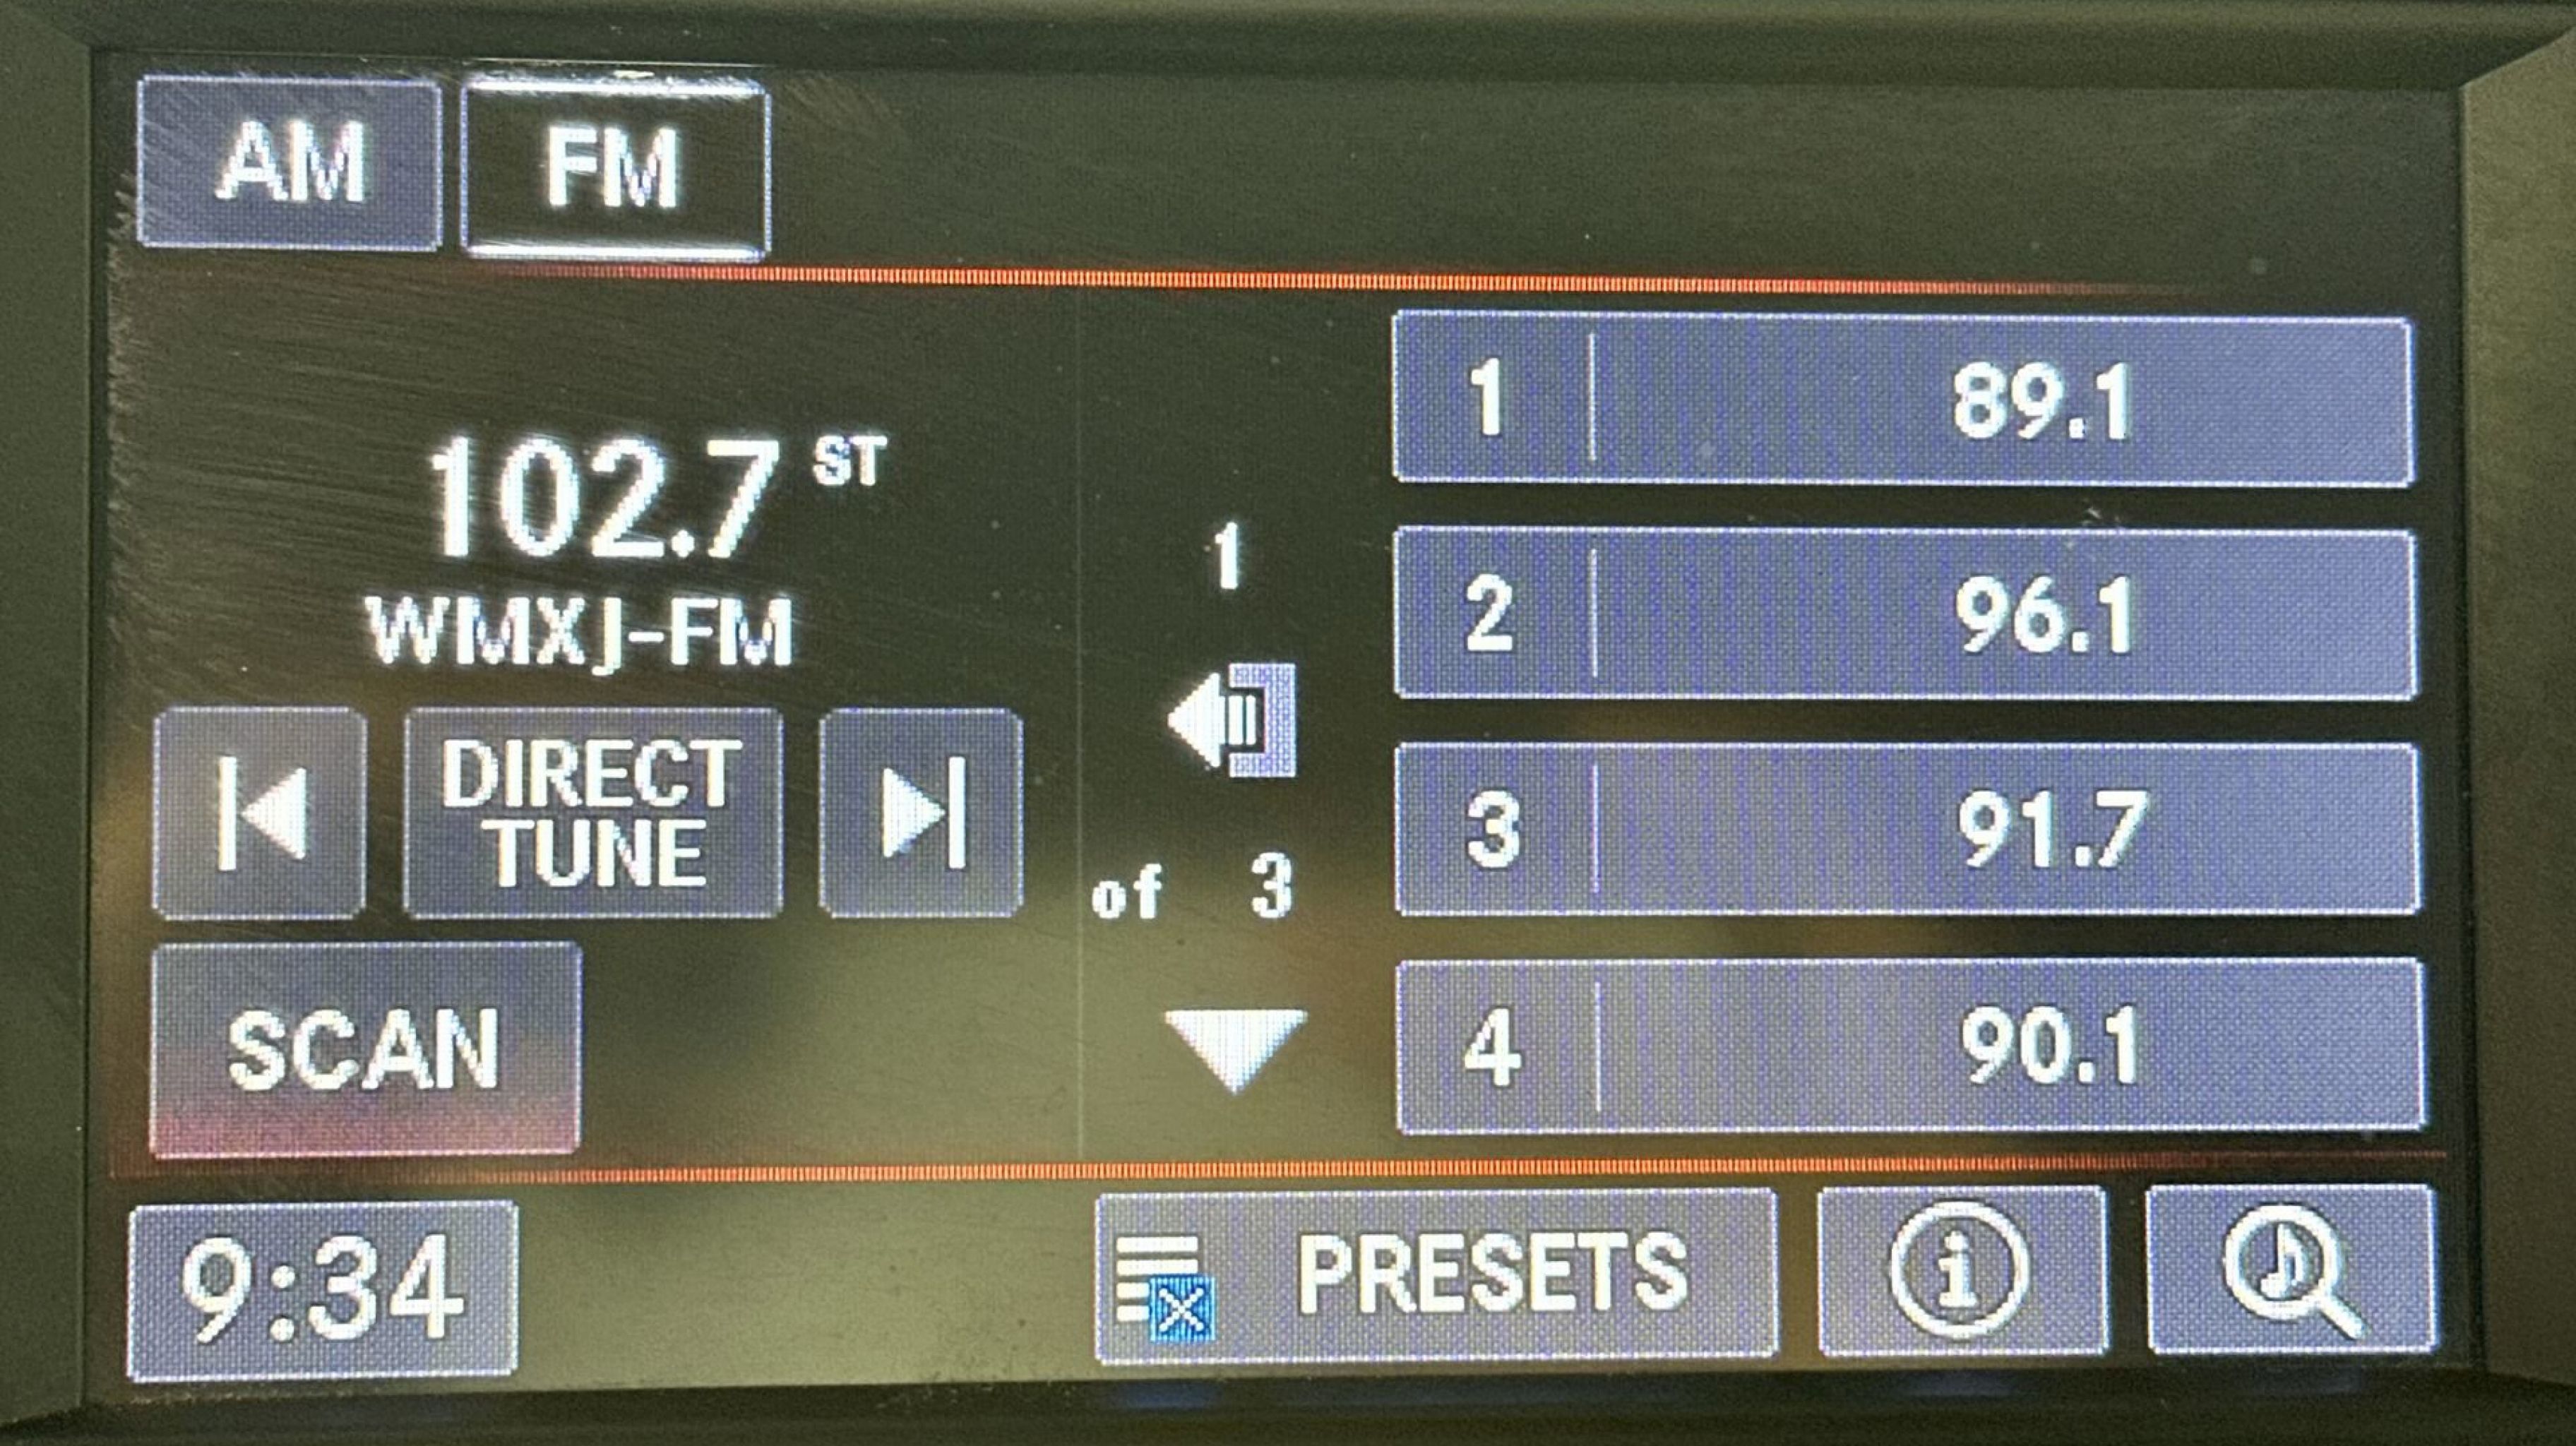 AM FM
102.7 ST
WMXJ-FM
DIRECT
TUNE
SCAN
1
of 3
1 89.1
2 96.1
3 91.7
4 90.1
9:34
PRESETS
i